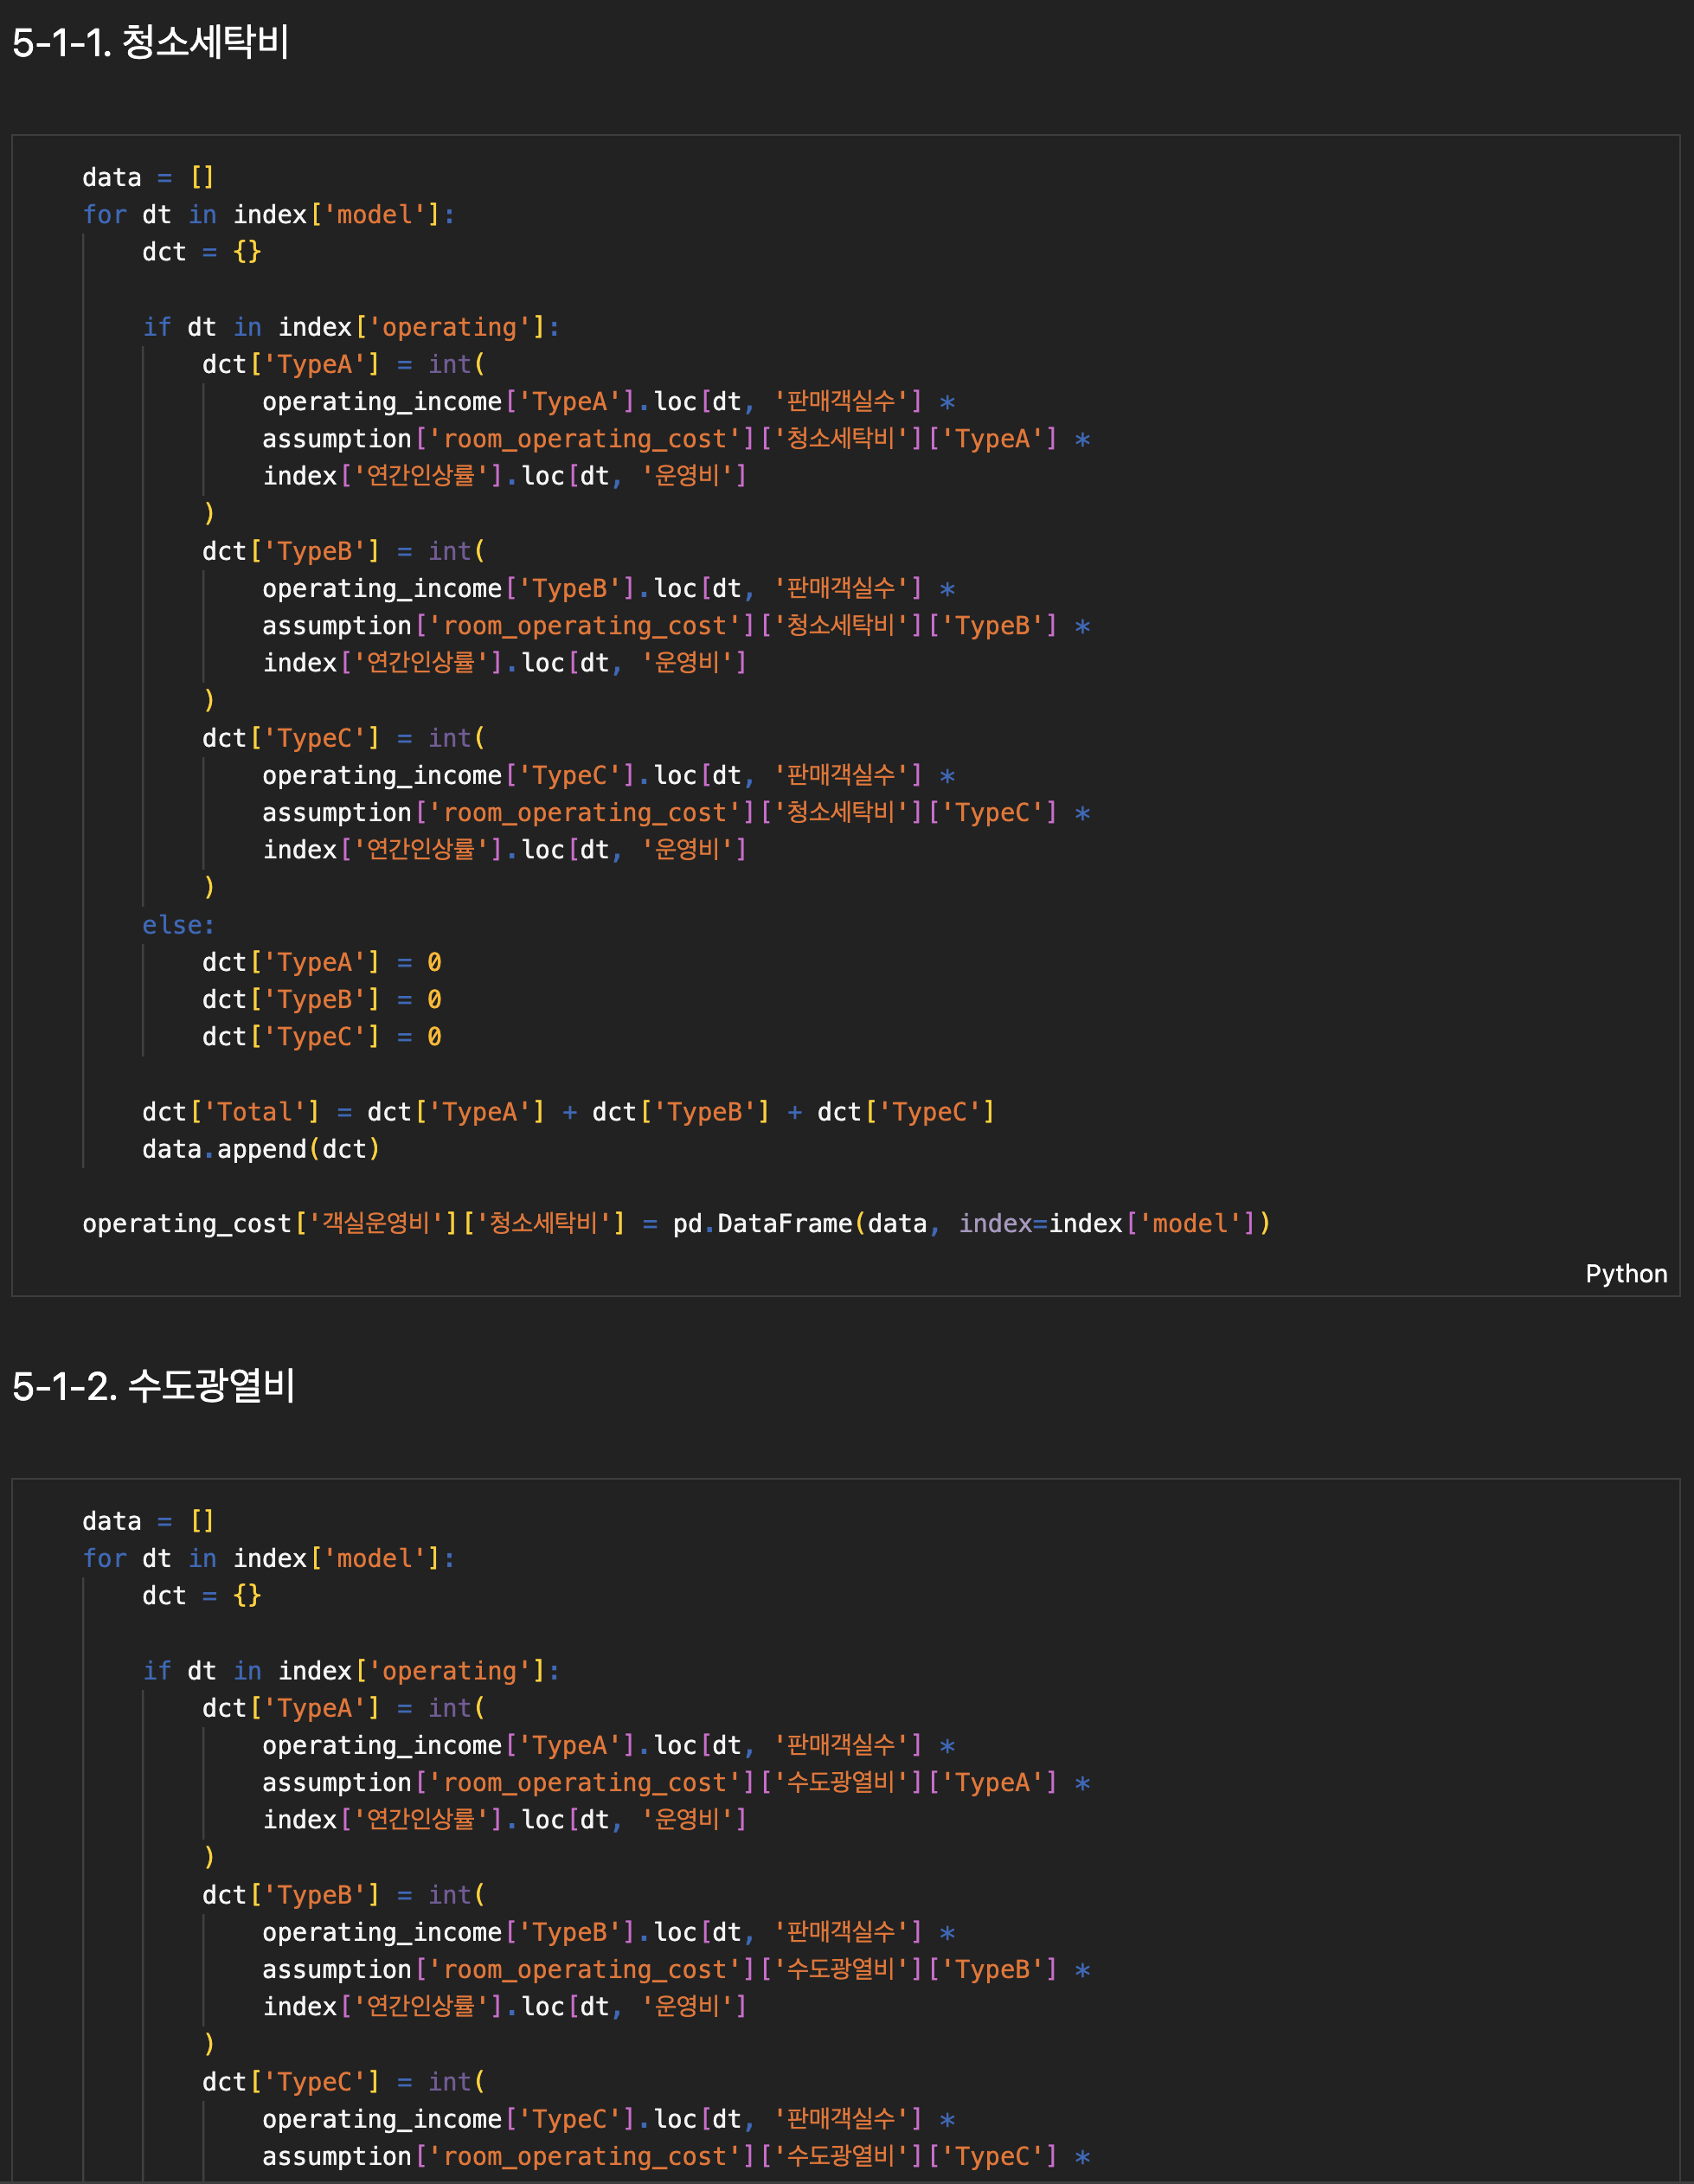 5-1-1. 청소세탁비
data = []
for dt in index['model']:
    dct = {}
    if dt in index['operating']:
        dct['TypeA'] = int(
            operating_income['TypeA'].loc[dt, '판매객실수'] *
            assumption['room_operating_cost']['청소세탁비']['TypeA'] *
            index['연간인상률'].loc[dt, '운영비']
        )
        dct['TypeB'] = int(
            operating_income['TypeB'].loc[dt, '판매객실수'] *
            assumption['room_operating_cost']['청소세탁비']['TypeB'] *
            index['연간인상률'].loc[dt, '운영비']
        )
        dct['TypeC'] = int(
            operating_income['TypeC'].loc[dt, '판매객실수'] *
            assumption['room_operating_cost']['청소세탁비']['TypeC'] *
            index['연간인상률'].loc[dt, '운영비']
        )
    else:
        dct['TypeA'] = 0
        dct['TypeB'] = 0
        dct['TypeC'] = 0
    dct['Total'] = dct['TypeA'] + dct['TypeB'] + dct['TypeC']
    data.append(dct)
operating_cost['객실운영비']['청소세탁비'] = pd.DataFrame(data, index=index['model'])
Python
5-1-2. 수도광열비
data = []
for dt in index['model']:
    dct = {}
    if dt in index['operating']:
        dct['TypeA'] = int(
            operating_income['TypeA'].loc[dt, '판매객실수'] *
            assumption['room_operating_cost']['수도광열비']['TypeA'] *
            index['연간인상률'].loc[dt, '운영비']
        )
        dct['TypeB'] = int(
            operating_income['TypeB'].loc[dt, '판매객실수'] *
            assumption['room_operating_cost']['수도광열비']['TypeB'] *
            index['연간인상률'].loc[dt, '운영비']
        )
        dct['TypeC'] = int(
            operating_income['TypeC'].loc[dt, '판매객실수'] *
            assumption['room_operating_cost']['수도광열비']['TypeC'] *